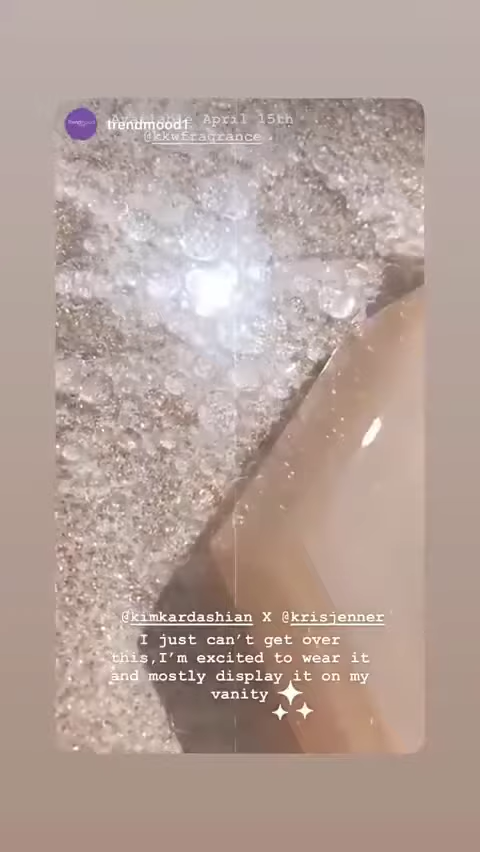 Available April 15th
trendmood1
@kkwfragrance
@kimkardashian X @krisjenner
I just can't get over
this,I'm excited to wear it
and mostly display it on my
vanity